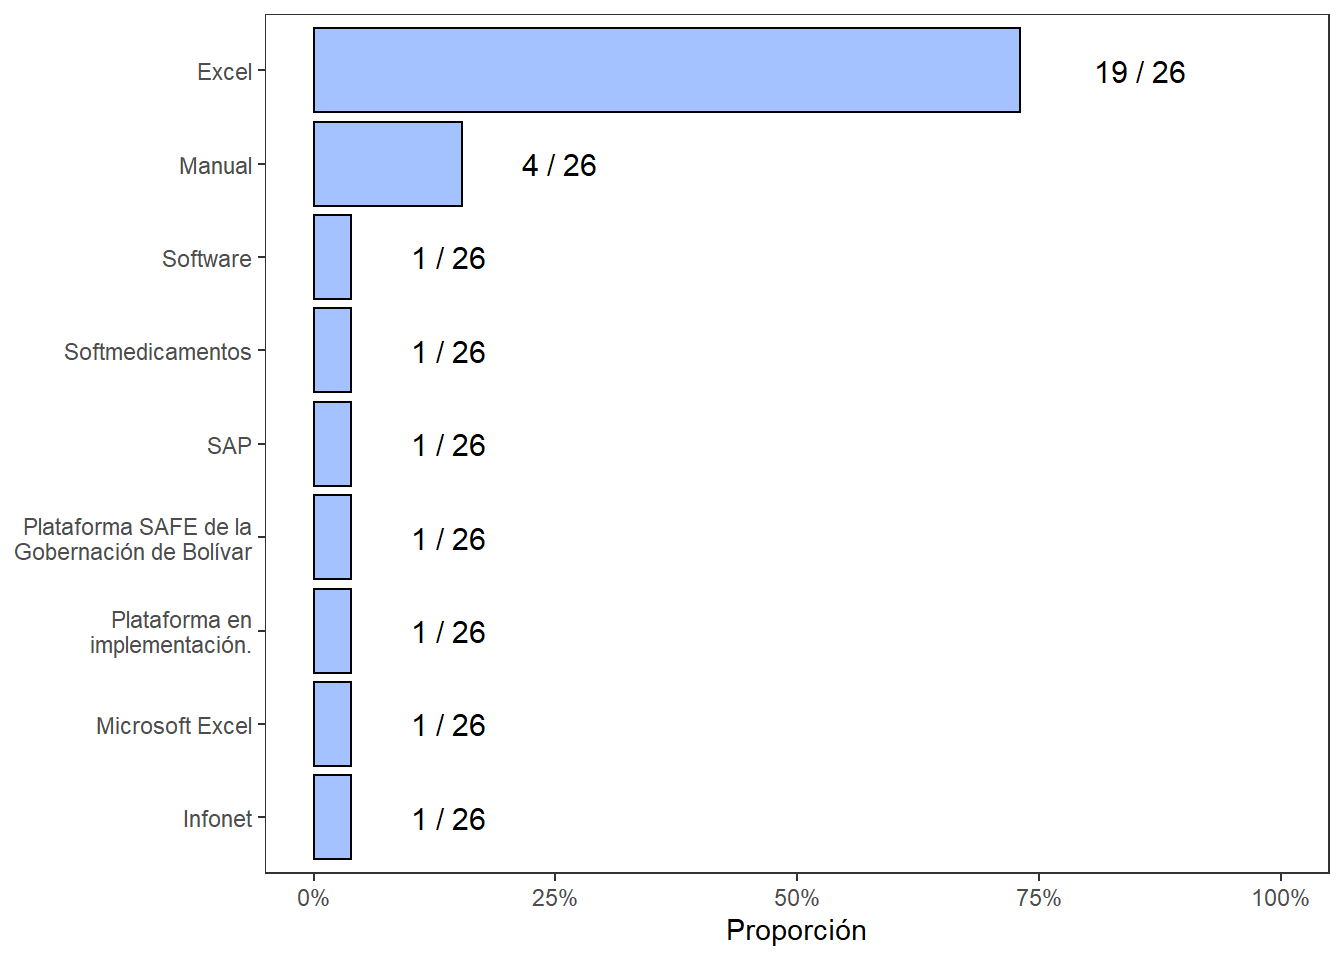 Excel
19 / 26
Manual
4 / 26
Software
1 / 26
Softmedicamentos
1 / 26
SAP
1 / 26
Plataforma SAFE de la
Gobernación de Bolívar
1 / 26
Plataforma en
implementación.
1 / 26
Microsoft Excel
1 / 26
Infonet
1 / 26
0% 25% 50% 75% 100%
Proporción